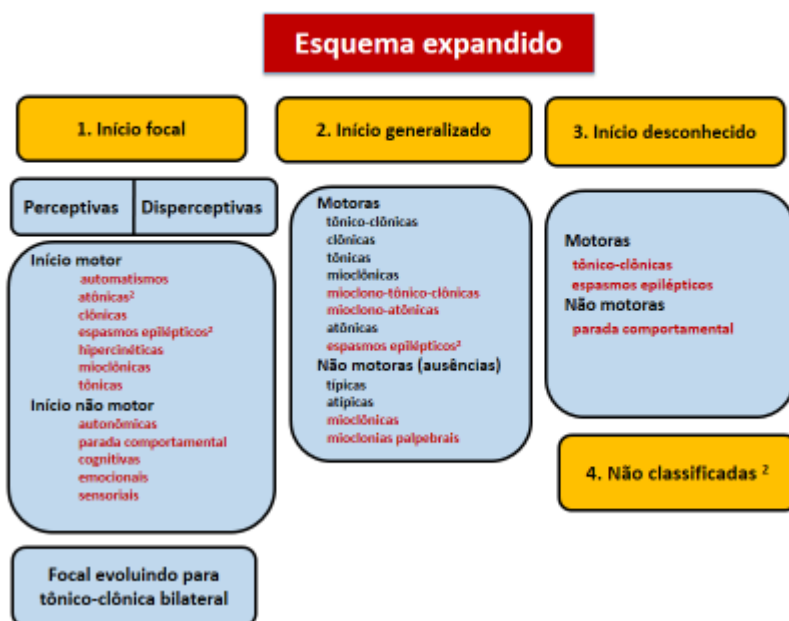 Esquema expandido
1. Início focal
Perceptivas
Disperceptivas
Início motor
automatismos
atônicas²
clônicas
espasmos epilépticos²
hipercinéticas
mioclônicas
tônicas
Início não motor
autonômicas
parada comportamental
cognitivas
emocionais
sensoriais
Focal evoluindo para
tônico-clônica bilateral
2. Início generalizado
Motoras
tônico-clônicas
clônicas
tônicas
mioclônicas
mioclono-tônico-clônicas
mioclono-atônicas
atônicas
espasmos epilépticos²
Não motoras (ausências)
típicas
atípicas
mioclônicas
mioclonias palpebrais
3. Início desconhecido
Motoras
tônico-clônicas
espasmos epilépticos
Não motoras
parada comportamental
4. Não classificadas ²